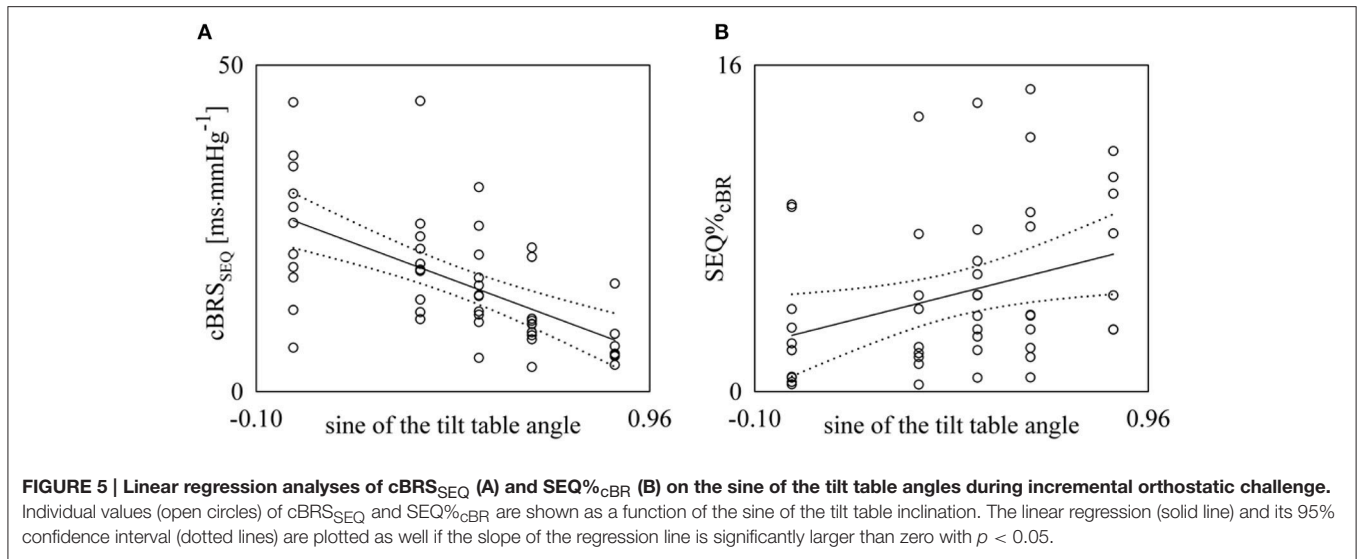 A
B
50
cBRS_SEQ [ms·mmHg^-1]
0
-0.10
0.96
sine of the tilt table angle
16
SEQ%_cBR
0
-0.10
0.96
sine of the tilt table angle
FIGURE 5 | Linear regression analyses of cBRS_SEQ (A) and SEQ%_cBR (B) on the sine of the tilt table angles during incremental orthostatic challenge.
Individual values (open circles) of cBRS_SEQ and SEQ%_cBR are shown as a function of the sine of the tilt table inclination. The linear regression (solid line) and its 95%
confidence interval (dotted lines) are plotted as well if the slope of the regression line is significantly larger than zero with p < 0.05.